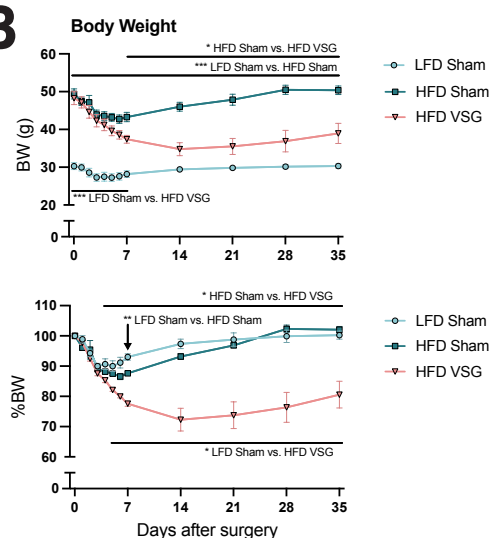 B
Body Weight
* HFD Sham vs. HFD VSG
*** LFD Sham vs. HFD Sham
60
50
40
30
20
0
BW (g)
*** LFD Sham vs. HFD VSG
0 7 14 21 28 35
LFD Sham
HFD Sham
HFD VSG
* HFD Sham vs. HFD VSG
** LFD Sham vs. HFD Sham
110
100
90
80
70
60
0
%BW
* LFD Sham vs. HFD VSG
0 7 14 21 28 35
Days after surgery
LFD Sham
HFD Sham
HFD VSG